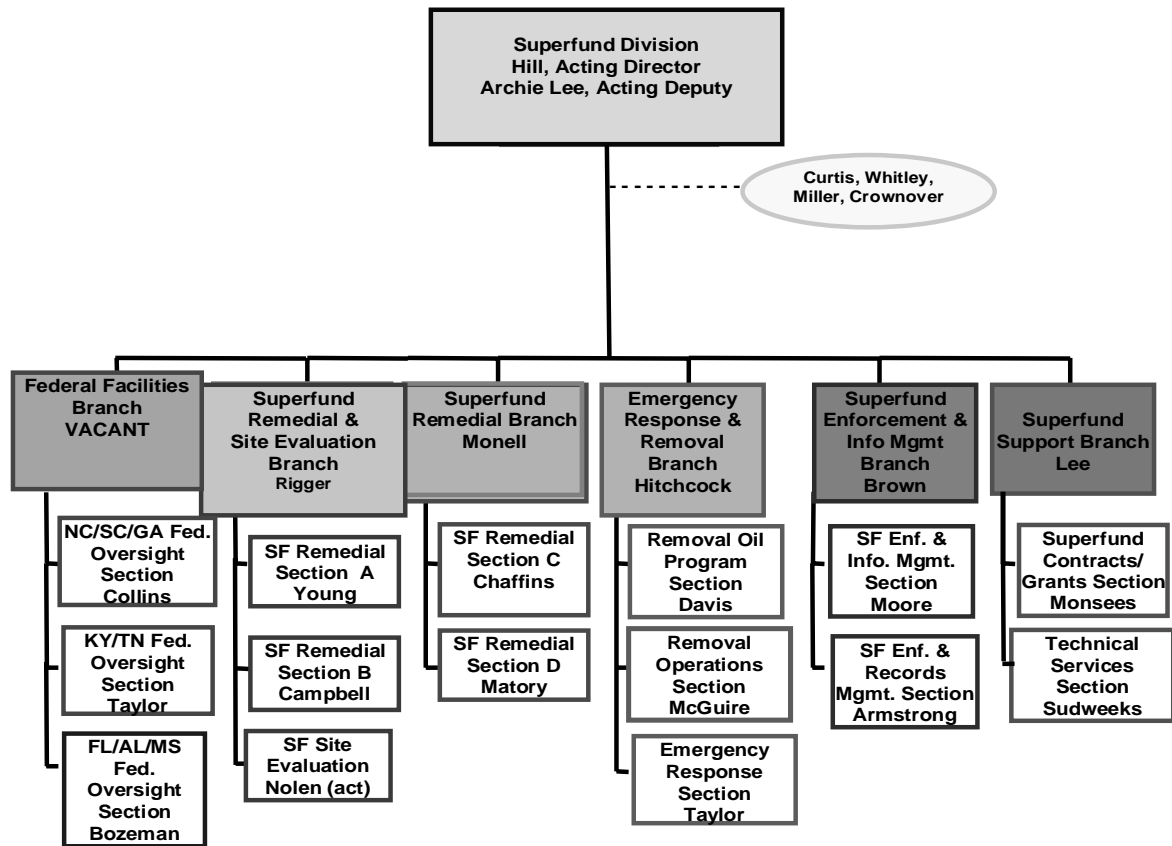 Superfund Division
Hill, Acting Director
Archie Lee, Acting Deputy
Curtis, Whitley,
Miller, Crownover
Federal Facilities
Branch
VACANT
Superfund
Remedial &
Site Evaluation
Branch
Rigger
Superfund
Remedial Branch
Monell
Emergency
Response &
Removal
Branch
Hitchcock
Superfund
Enforcement &
Info Mgmt
Branch
Brown
Superfund
Support Branch
Lee
NC/SC/GA Fed.
Oversight
Section
Collins
KY/TN Fed.
Oversight
Section
Taylor
FL/AL/MS
Fed.
Oversight
Section
Bozeman
SF Remedial
Section A
Young
SF Remedial
Section B
Campbell
SF Site
Evaluation
Nolen (act)
SF Remedial
Section C
Chaffins
SF Remedial
Section D
Matory
Removal Oil
Program
Section
Davis
Removal
Operations
Section
McGuire
Emergency
Response
Section
Taylor
SF Enf. &
Info. Mgmt.
Section
Moore
SF Enf. &
Records
Mgmt. Section
Armstrong
Superfund
Contracts/
Grants Section
Monsees
Technical
Services
Section
Sudweeks